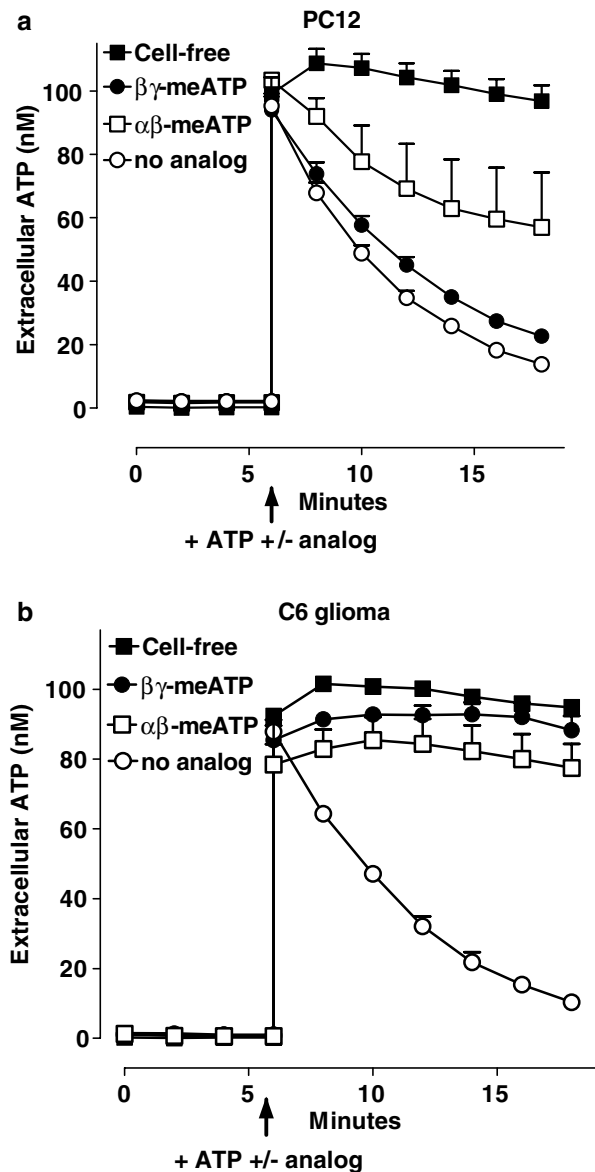 a
PC12
Cell-free
βγ-meATP
αβ-meATP
no analog
Extracellular ATP (nM)
100
80
60
40
20
0
0 5 10 15
Minutes
+ ATP +/- analog
b
C6 glioma
Cell-free
βγ-meATP
αβ-meATP
no analog
Extracellular ATP (nM)
100
80
60
40
20
0
0 5 10 15
Minutes
+ ATP +/- analog